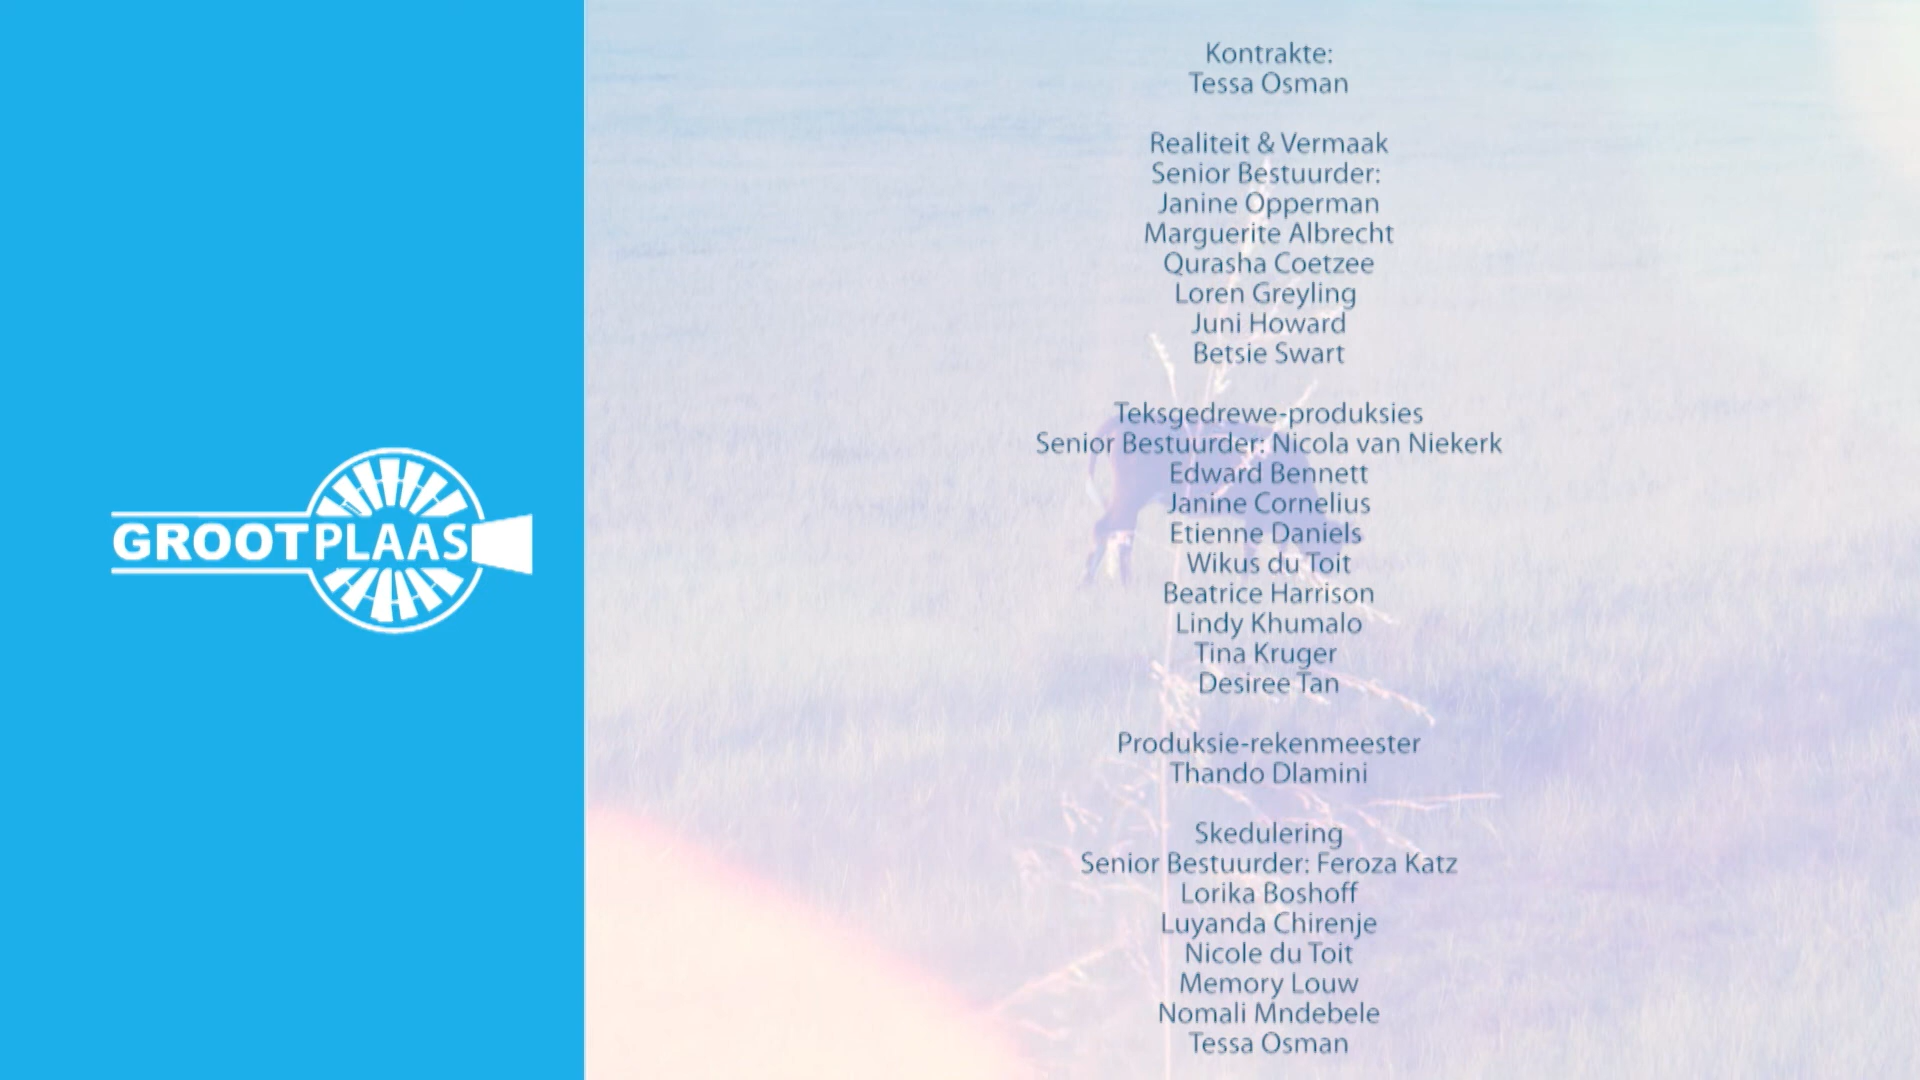 GROOTPLAAS
Kontrakte:
Tessa Osman
Realiteit & Vermaak
Senior Bestuurder:
Janine Opperman
Marguerite Albrecht
Qurasha Coetzee
Loren Greyling
Juni Howard
Betsie Swart
Teksgedrewe-produksies
Senior Bestuurder: Nicola van Niekerk
Edward Bennett
Janine Cornelius
Etienne Daniels
Wikus du Toit
Beatrice Harrison
Lindy Khumalo
Tina Kruger
Desiree Tan
Produksie-rekenmeester
Thando Dlamini
Skedulering
Senior Bestuurder: Feroza Katz
Lorika Boshoff
Luyanda Chirenje
Nicole du Toit
Memory Louw
Nomali Mndebele
Tessa Osman